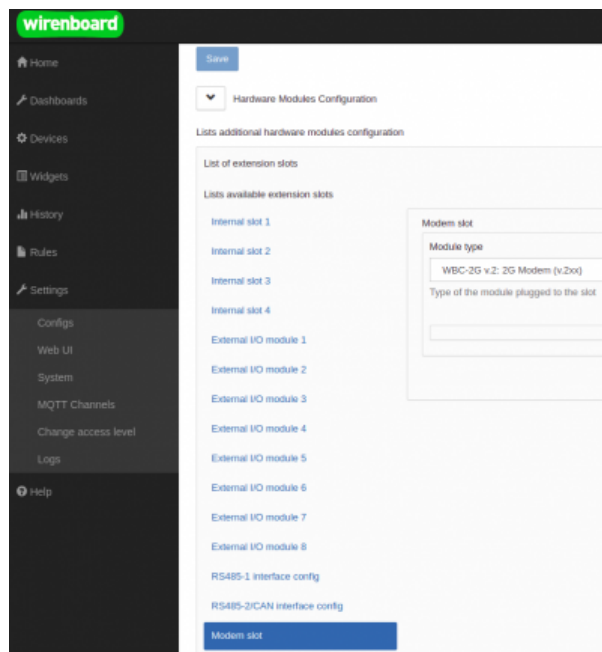 wirenboard
Home
Dashboards
Devices
Widgets
History
Rules
Settings
Configs
Web UI
System
MQTT Channels
Change access level
Logs
Help
Save
Hardware Modules Configuration
Lists additional hardware modules configuration
List of extension slots
Lists available extension slots
Internal slot 1
Internal slot 2
Internal slot 3
Internal slot 4
External I/O module 1
External I/O module 2
External I/O module 3
External I/O module 4
External I/O module 5
External I/O module 6
External I/O module 7
External I/O module 8
RS485-1 interface config
RS485-2/CAN interface config
Modem slot
Modem slot
Module type
WBC-2G v.2: 2G Modem (v.2xx)
Type of the module plugged to the slot